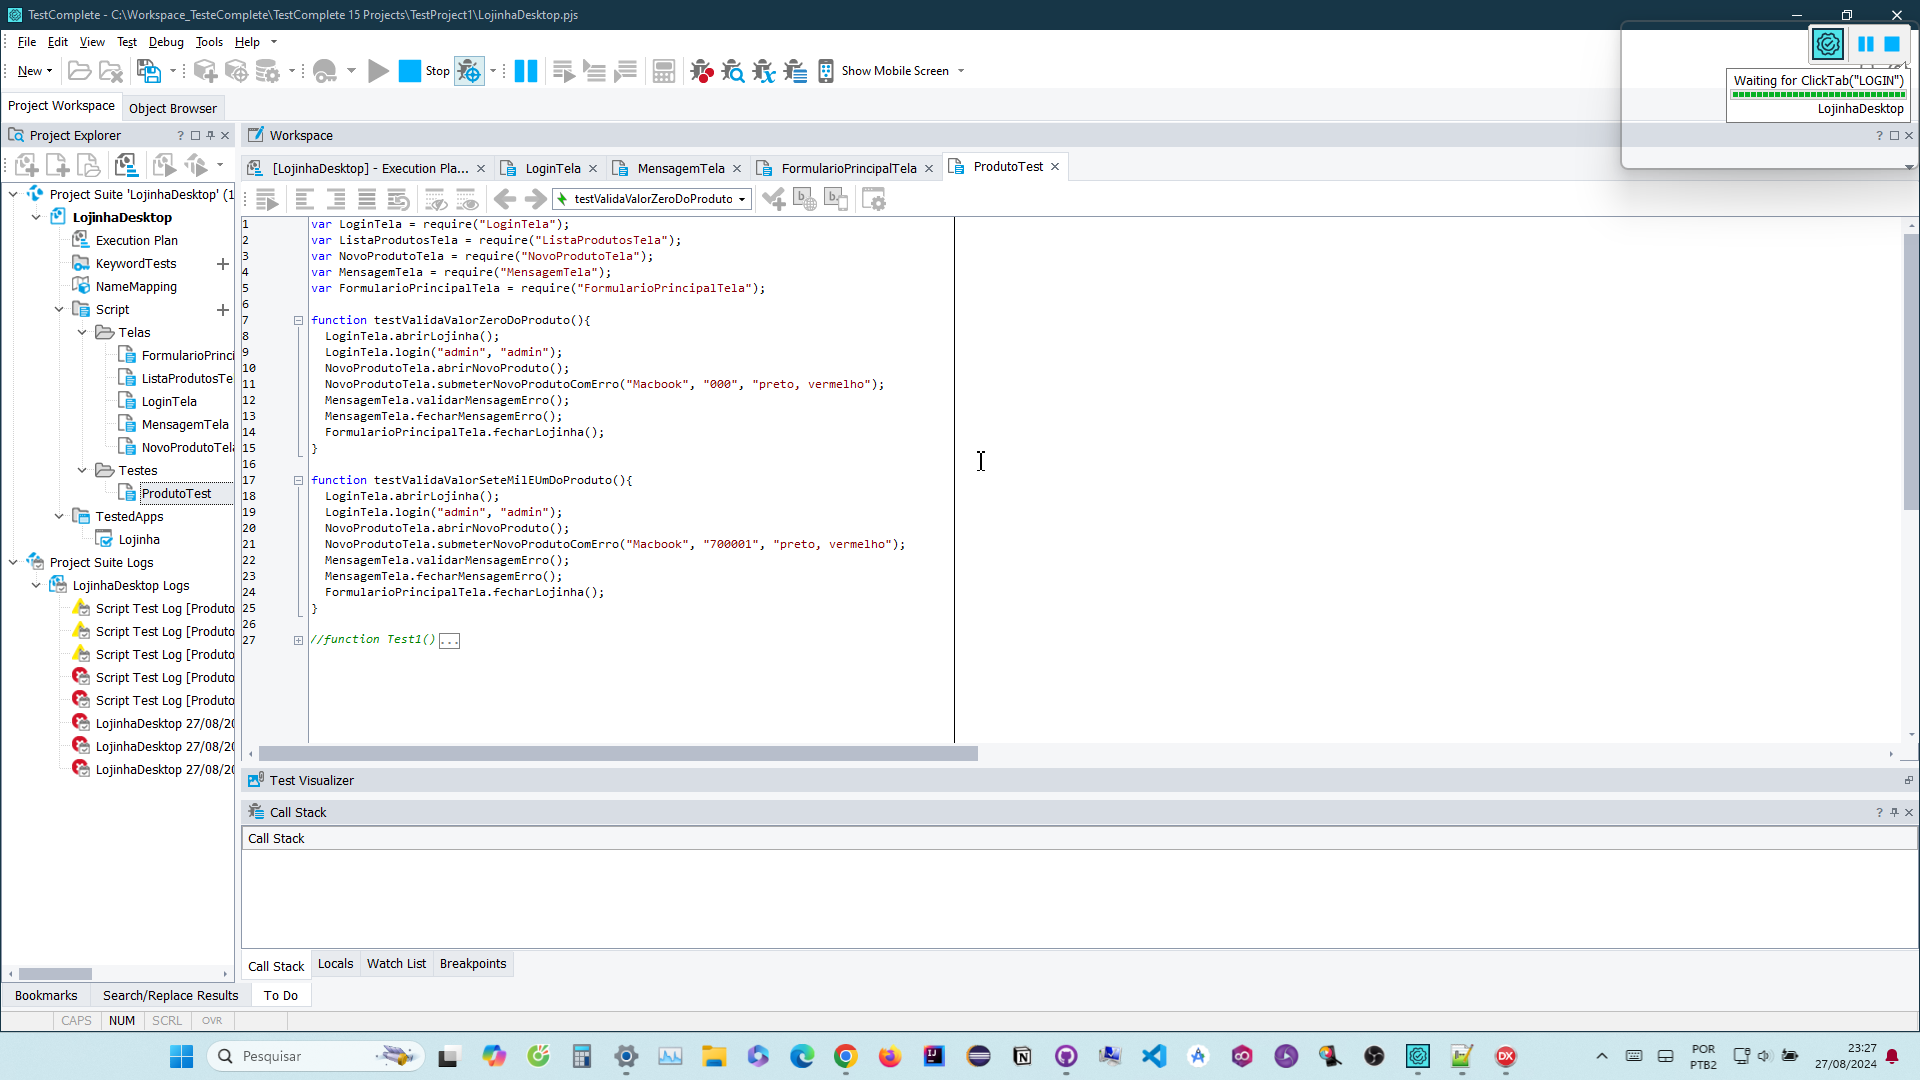 TestComplete - C:\Workspace_TesteComplete\TestComplete 15 Projects\TestProject1\LojinhaDesktop.pjs
File Edit View Test Debug Tools Help
New Stop Show Mobile Screen
Waiting for ClickTab("LOGIN")
LojinhaDesktop
Project Workspace Object Browser
Project Explorer
Workspace
[LojinhaDesktop] - Execution Pla... LoginTela MensagemTela FormularioPrincipalTela ProdutoTest
testValidaValorZeroDoProduto
Project Suite 'LojinhaDesktop' (1
LojinhaDesktop
Execution Plan
KeywordTests
NameMapping
Script
Telas
FormularioPrinci
ListaProdutosTe
LoginTela
MensagemTela
NovoProdutoTela
Testes
ProdutoTest
TestedApps
Lojinha
Project Suite Logs
LojinhaDesktop Logs
Script Test Log [Produto
Script Test Log [Produto
Script Test Log [Produto
Script Test Log [Produto
Script Test Log [Produto
LojinhaDesktop 27/08/20
LojinhaDesktop 27/08/20
LojinhaDesktop 27/08/20
1 var LoginTela = require("LoginTela");
2 var ListaProdutosTela = require("ListaProdutosTela");
3 var NovoProdutoTela = require("NovoProdutoTela");
4 var MensagemTela = require("MensagemTela");
5 var FormularioPrincipalTela = require("FormularioPrincipalTela");
6
7 function testValidaValorZeroDoProduto(){
8 LoginTela.abrirLojinha();
9 LoginTela.login("admin", "admin");
10 NovoProdutoTela.abrirNovoProduto();
11 NovoProdutoTela.submeterNovoProdutoComErro("Macbook", "000", "preto, vermelho");
12 MensagemTela.validarMensagemErro();
13 MensagemTela.fecharMensagemErro();
14 FormularioPrincipalTela.fecharLojinha();
15 }
16
17 function testValidaValorSeteMilEUmDoProduto(){
18 LoginTela.abrirLojinha();
19 LoginTela.login("admin", "admin");
20 NovoProdutoTela.abrirNovoProduto();
21 NovoProdutoTela.submeterNovoProdutoComErro("Macbook", "700001", "preto, vermelho");
22 MensagemTela.validarMensagemErro();
23 MensagemTela.fecharMensagemErro();
24 FormularioPrincipalTela.fecharLojinha();
25 }
26
27 //function Test1()...
Test Visualizer
Call Stack
Call Stack
Call Stack Locals Watch List Breakpoints
Bookmarks Search/Replace Results To Do
CAPS NUM SCRL OVR
Pesquisar
POR
PTB2
23:27
27/08/2024